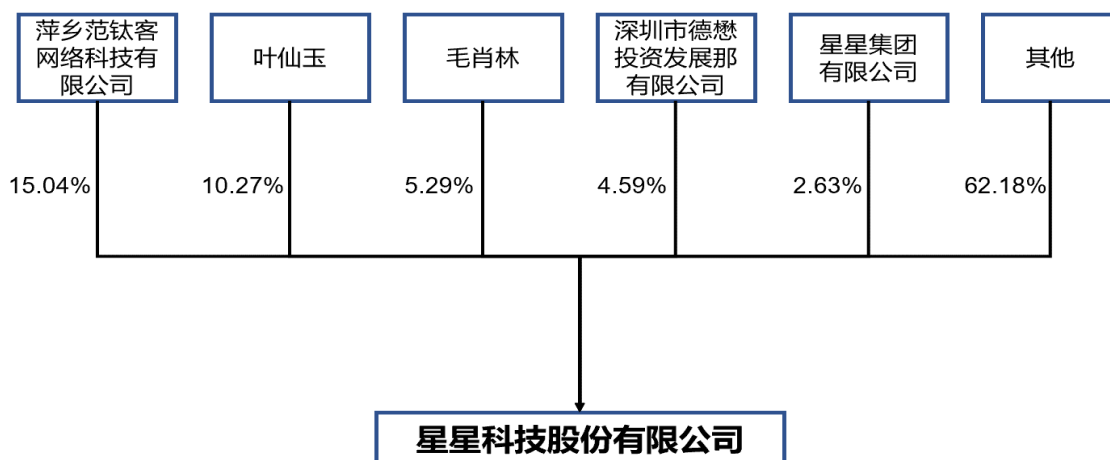 萍乡范钛客
网络科技有
限公司
叶仙玉
毛肖林
深圳市德懋
投资发展那
有限公司
星星集团
有限公司
其他
15.04%
10.27%
5.29%
4.59%
2.63%
62.18%
星星科技股份有限公司